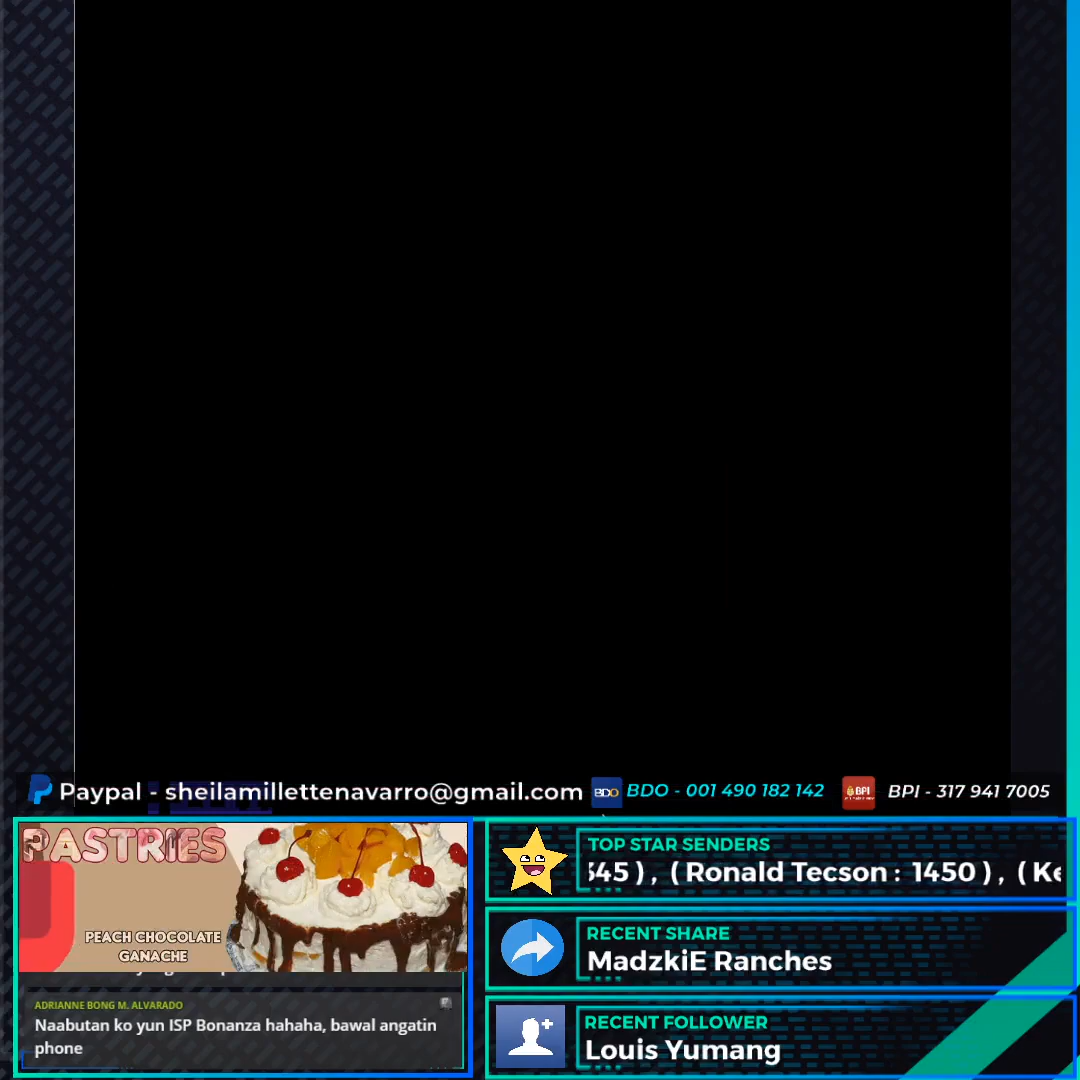 Paypal - sheilamillettenavarro@gmail.com BDO BDO - 001 490 182 142 BPI BPI - 317 941 7005
PASTRIES
PEACH CHOCOLATE
GANACHE
ADRIANNE BONG M. ALVARADO
Naabutan ko yun ISP Bonanza hahaha, bawal angatin
phone
TOP STAR SENDERS
45 ) , ( Ronald Tecson : 1450 ) , ( Ke
RECENT SHARE
MadzkiE Ranches
RECENT FOLLOWER
Louis Yumang